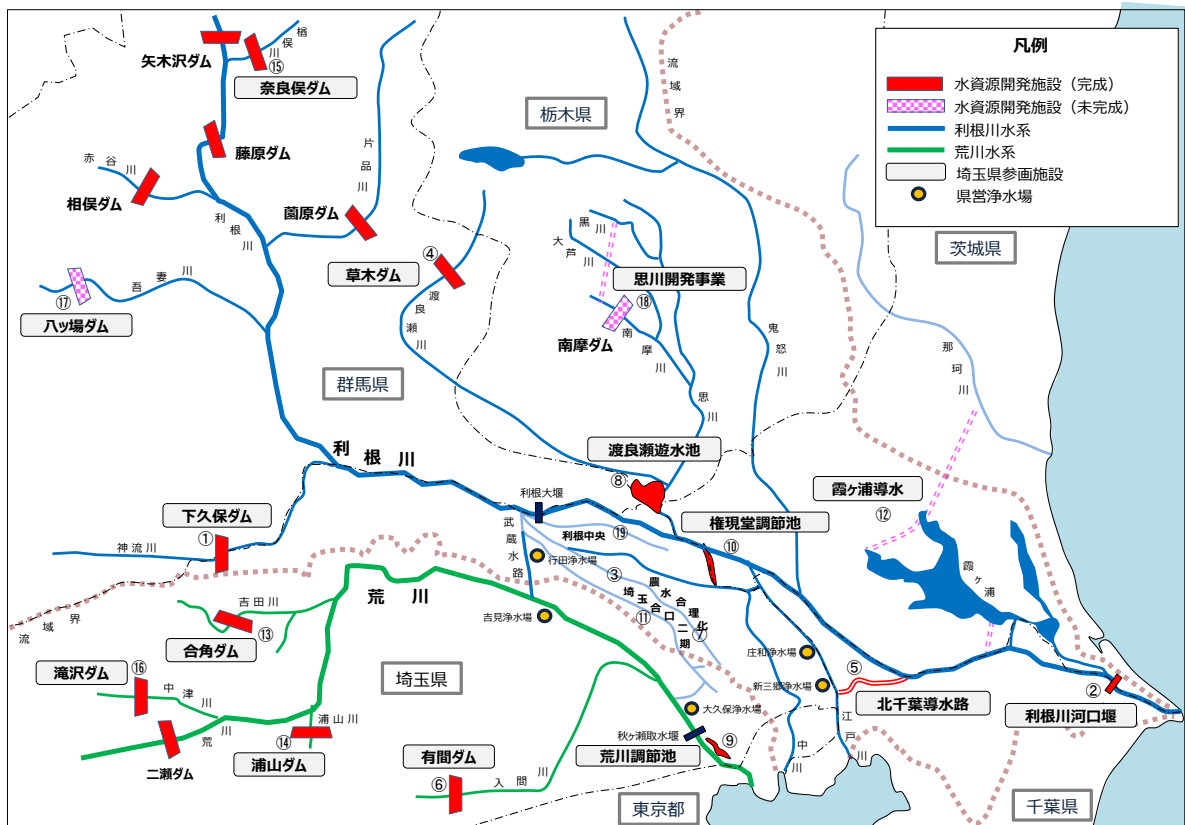 凡例
水資源開発施設（完成）
水資源開発施設（未完成）
利根川水系
荒川水系
埼玉県参画施設
県営浄水場
矢木沢ダム
楢俣川
⑮
奈良俣ダム
藤原ダム
赤谷川
相俣ダム
利根川
片品川
薗原ダム
④
草木ダム
渡良瀬川
吾妻川
⑰
八ッ場ダム
群馬県
栃木県
流域界
黒川
大芦川
思川開発事業
⑱
南摩ダム
南摩川
思川
鬼怒川
茨城県
那珂川
利根川
渡良瀬遊水池
⑧
霞ヶ浦導水
⑫
霞ヶ浦
権現堂調節池
⑩
利根大堰
武蔵水路
利根中央
⑲
行田浄水場
③
農水合理化
⑦
埼玉合口二期
⑪
下久保ダム
①
神流川
流域界
荒川
吉田川
合角ダム
⑬
吉見浄水場
滝沢ダム
⑯
中津川
荒川
二瀬ダム
浦山川
⑭
浦山ダム
埼玉県
庄和浄水場
新三郷浄水場
⑤
北千葉導水路
②
利根川河口堰
大久保浄水場
秋ヶ瀬取水堰
⑨
荒川調節池
有間ダム
⑥
入間川
中川
江戸川
東京都
千葉県